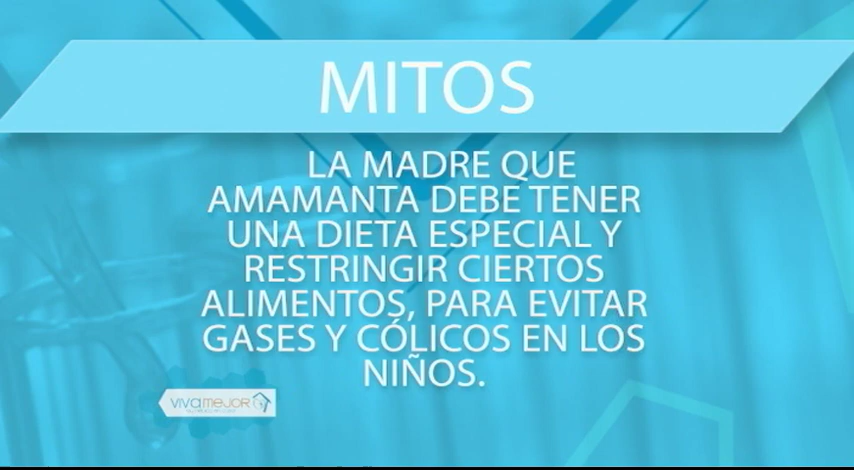 MITOS
LA MADRE QUE
AMAMANTA DEBE TENER
UNA DIETA ESPECIAL Y
RESTRINGIR CIERTOS
ALIMENTOS, PARA EVITAR
GASES Y CÓLICOS EN LOS
NIÑOS.
vivamejor